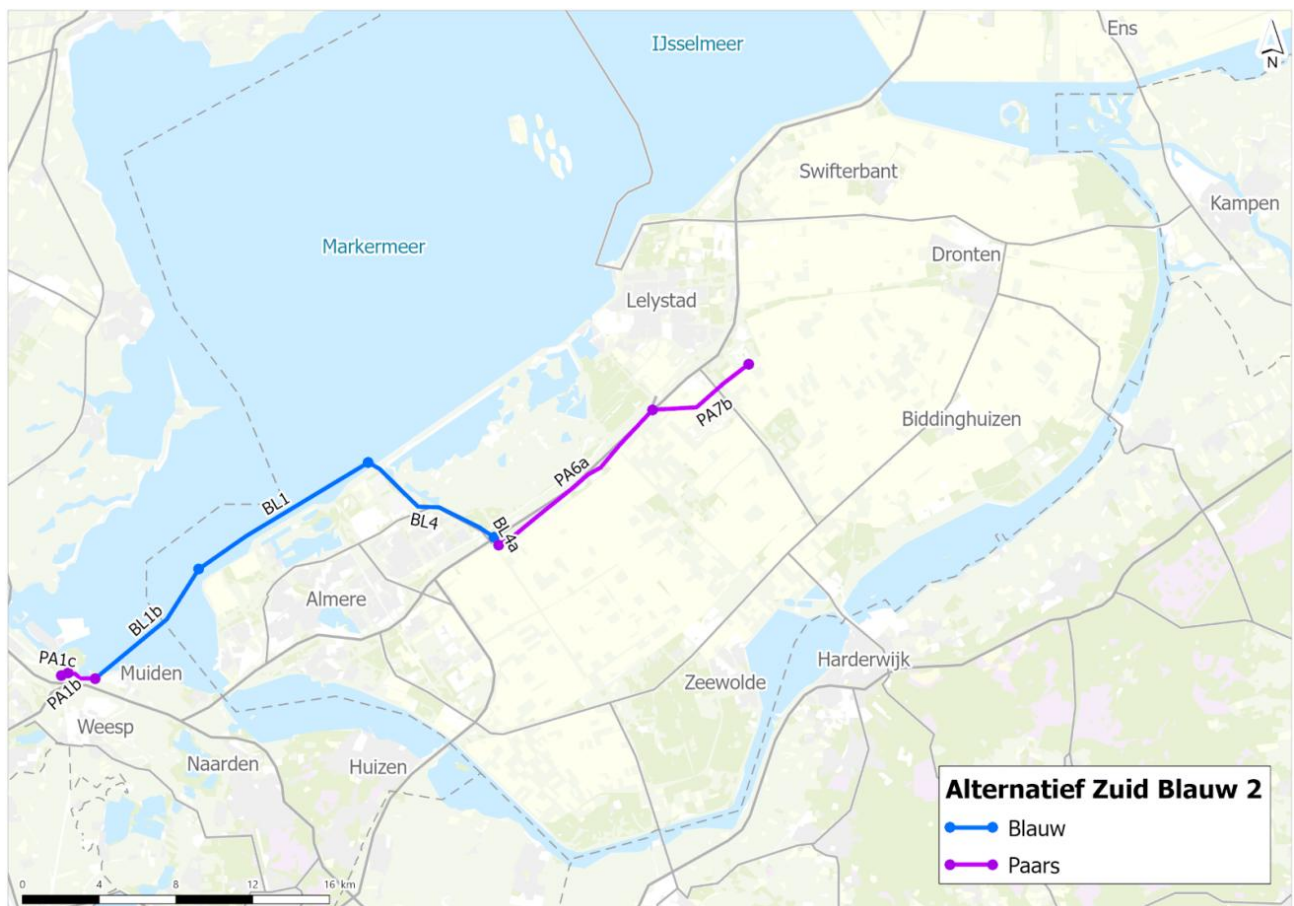 Ens
IJsselmeer
N
Swifterbant
Kampen
Markermeer
Dronten
Lelystad
PA7b
Biddinghuizen
PA6a
BL1
BL4
BL4a
Almere
BL1b
PA1c
Muiden
Harderwijk
PA1b
Zeewolde
Weesp
Naarden
Huizen
Alternatief Zuid Blauw 2
Blauw
Paars
0 4 8 12 16 km